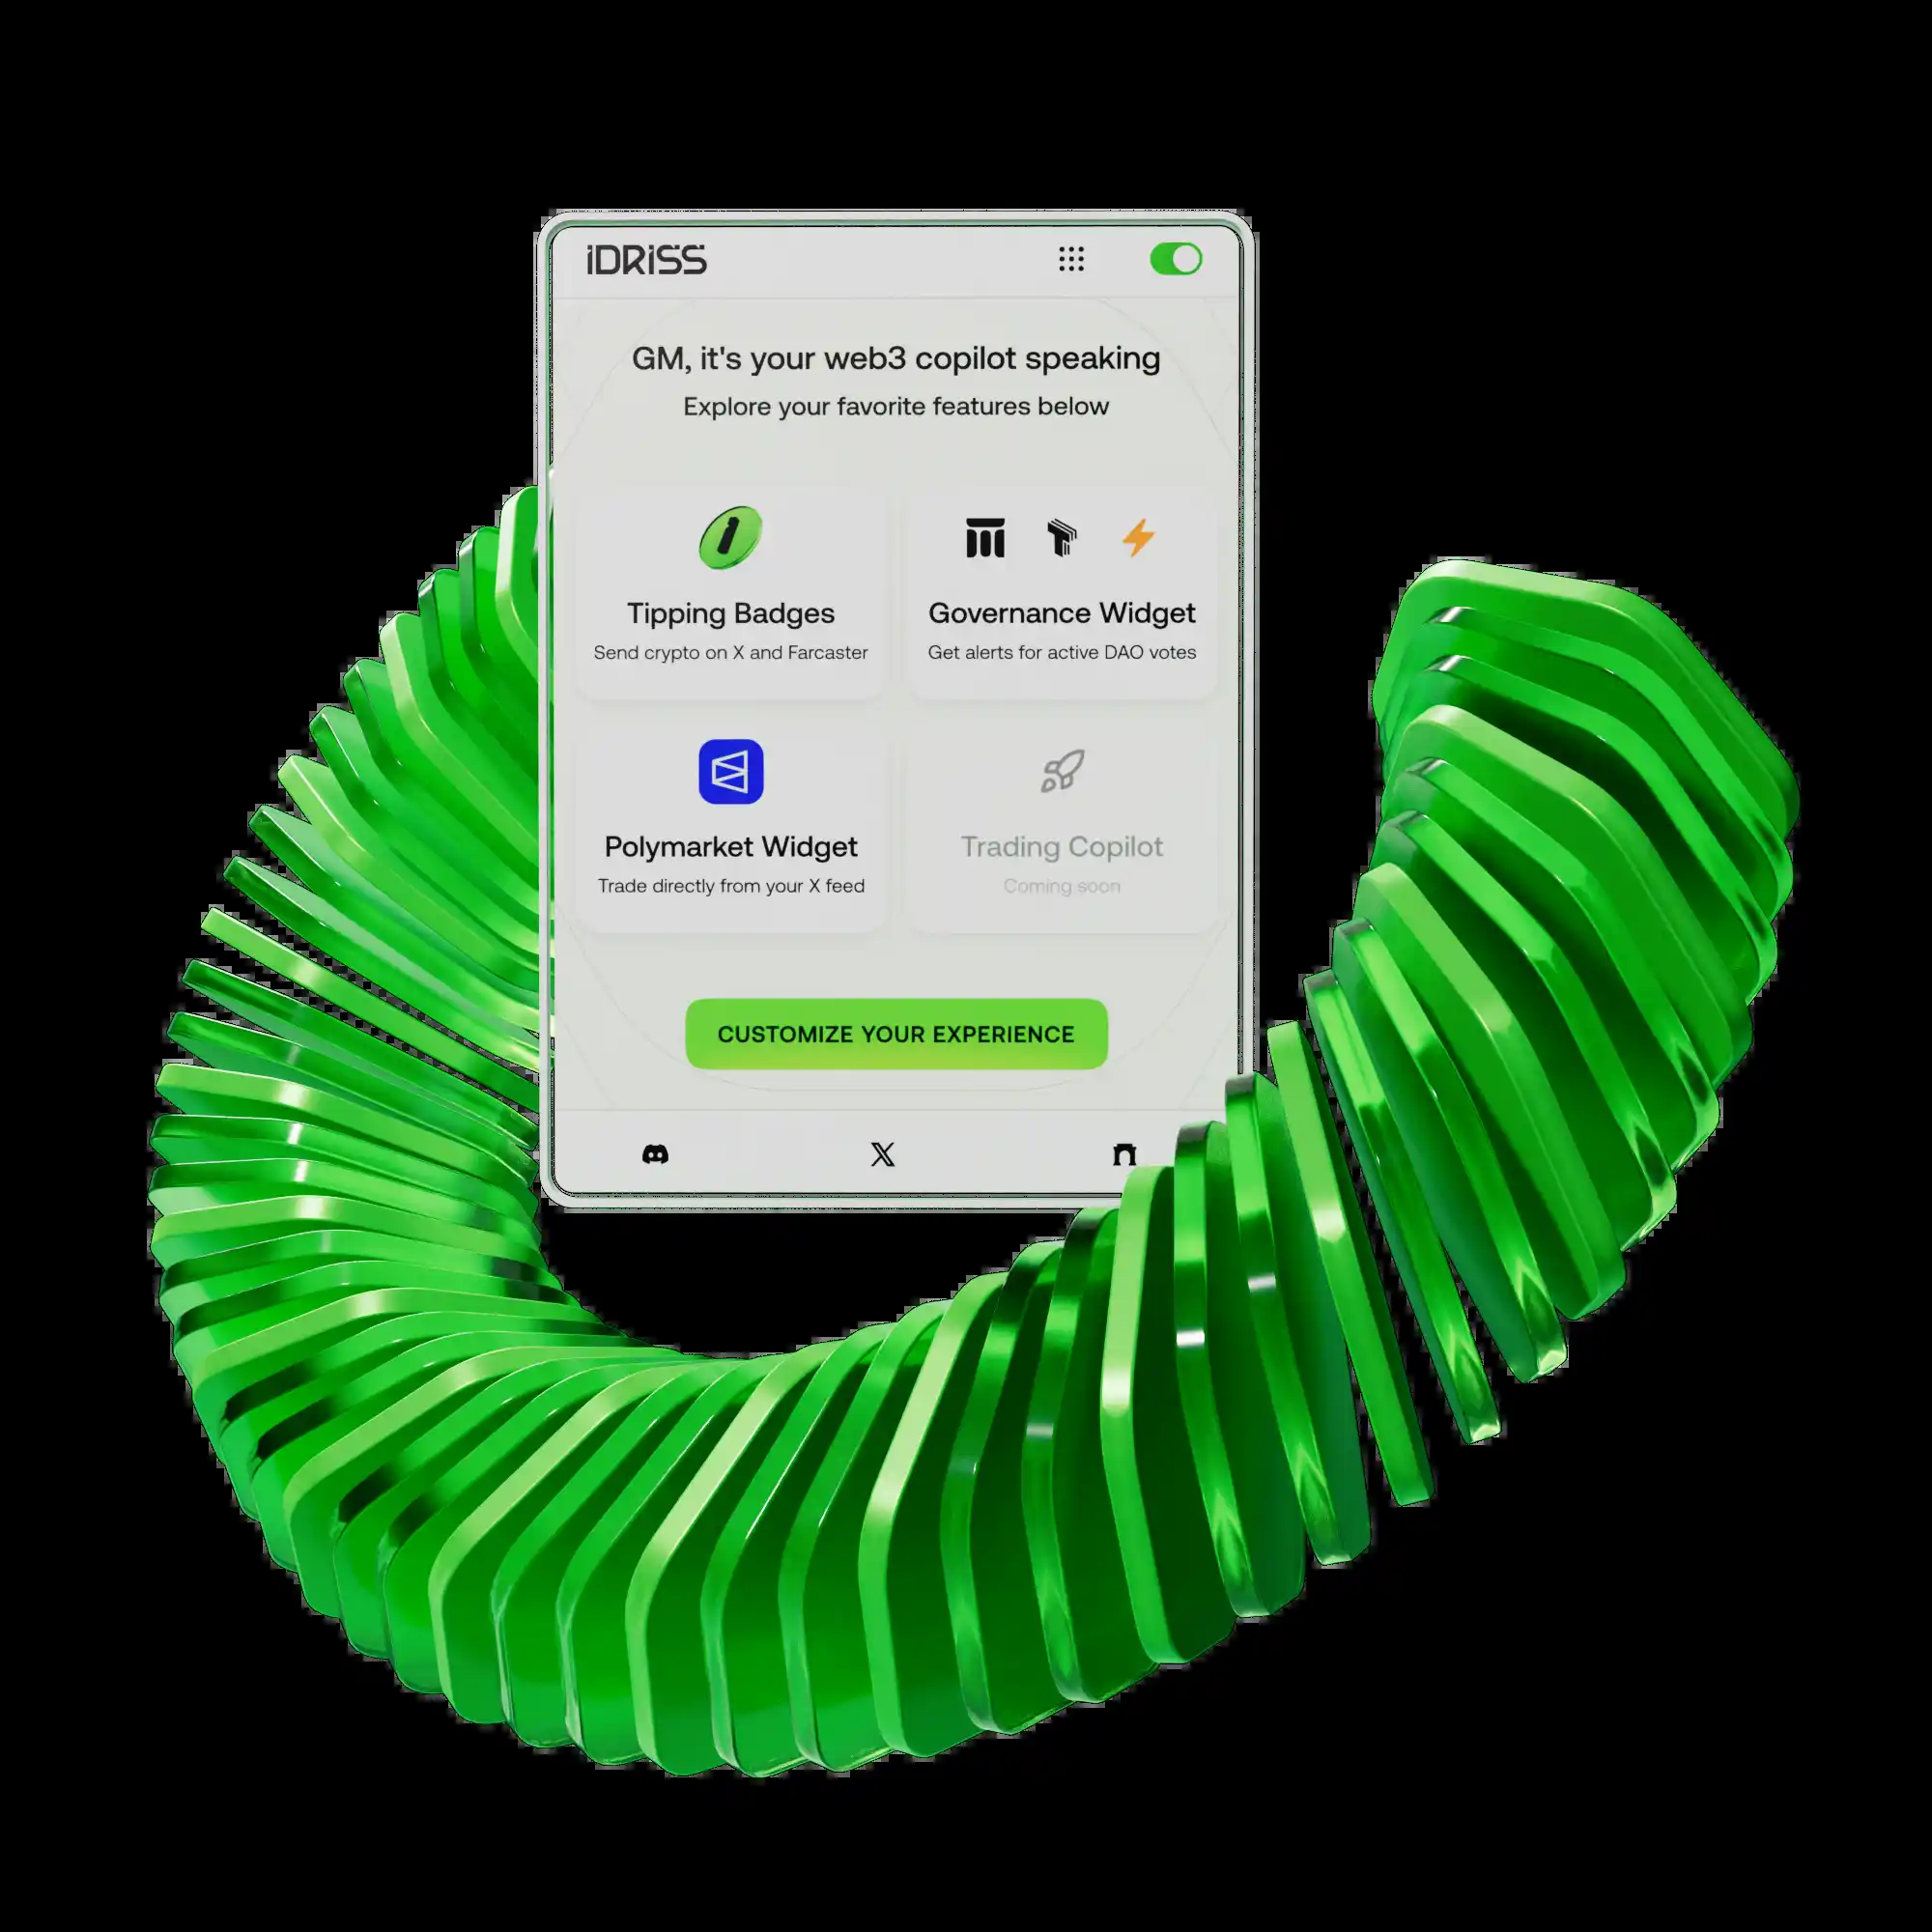 iDRiSS
GM, it's your web3 copilot speaking
Explore your favorite features below
Tipping Badges
Send crypto on X and Farcaster
Governance Widget
Get alerts for active DAO votes
Polymarket Widget
Trade directly from your X feed
Trading Copilot
Coming soon
CUSTOMIZE YOUR EXPERIENCE